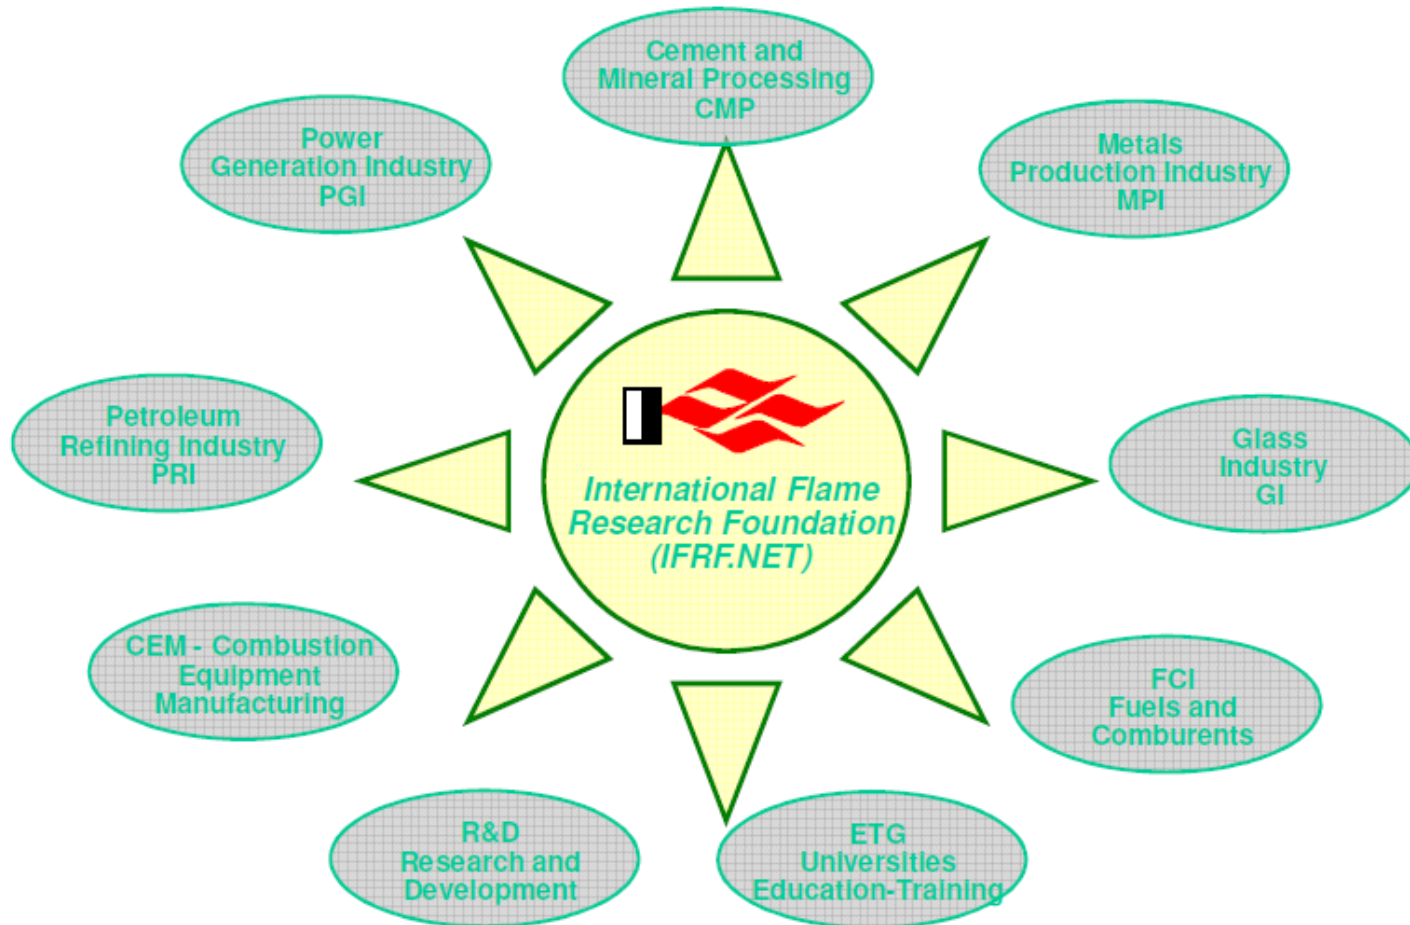 Cement and
Mineral Processing
CMP
Power
Generation Industry
PGI
Metals
Production Industry
MPI
Petroleum
Refining Industry
PRI
Glass
Industry
GI
International Flame
Research Foundation
(IFRF.NET)
CEM - Combustion
Equipment
Manufacturing
FCI
Fuels and
Comburents
R&D
Research and
Development
ETG
Universities
Education-Training